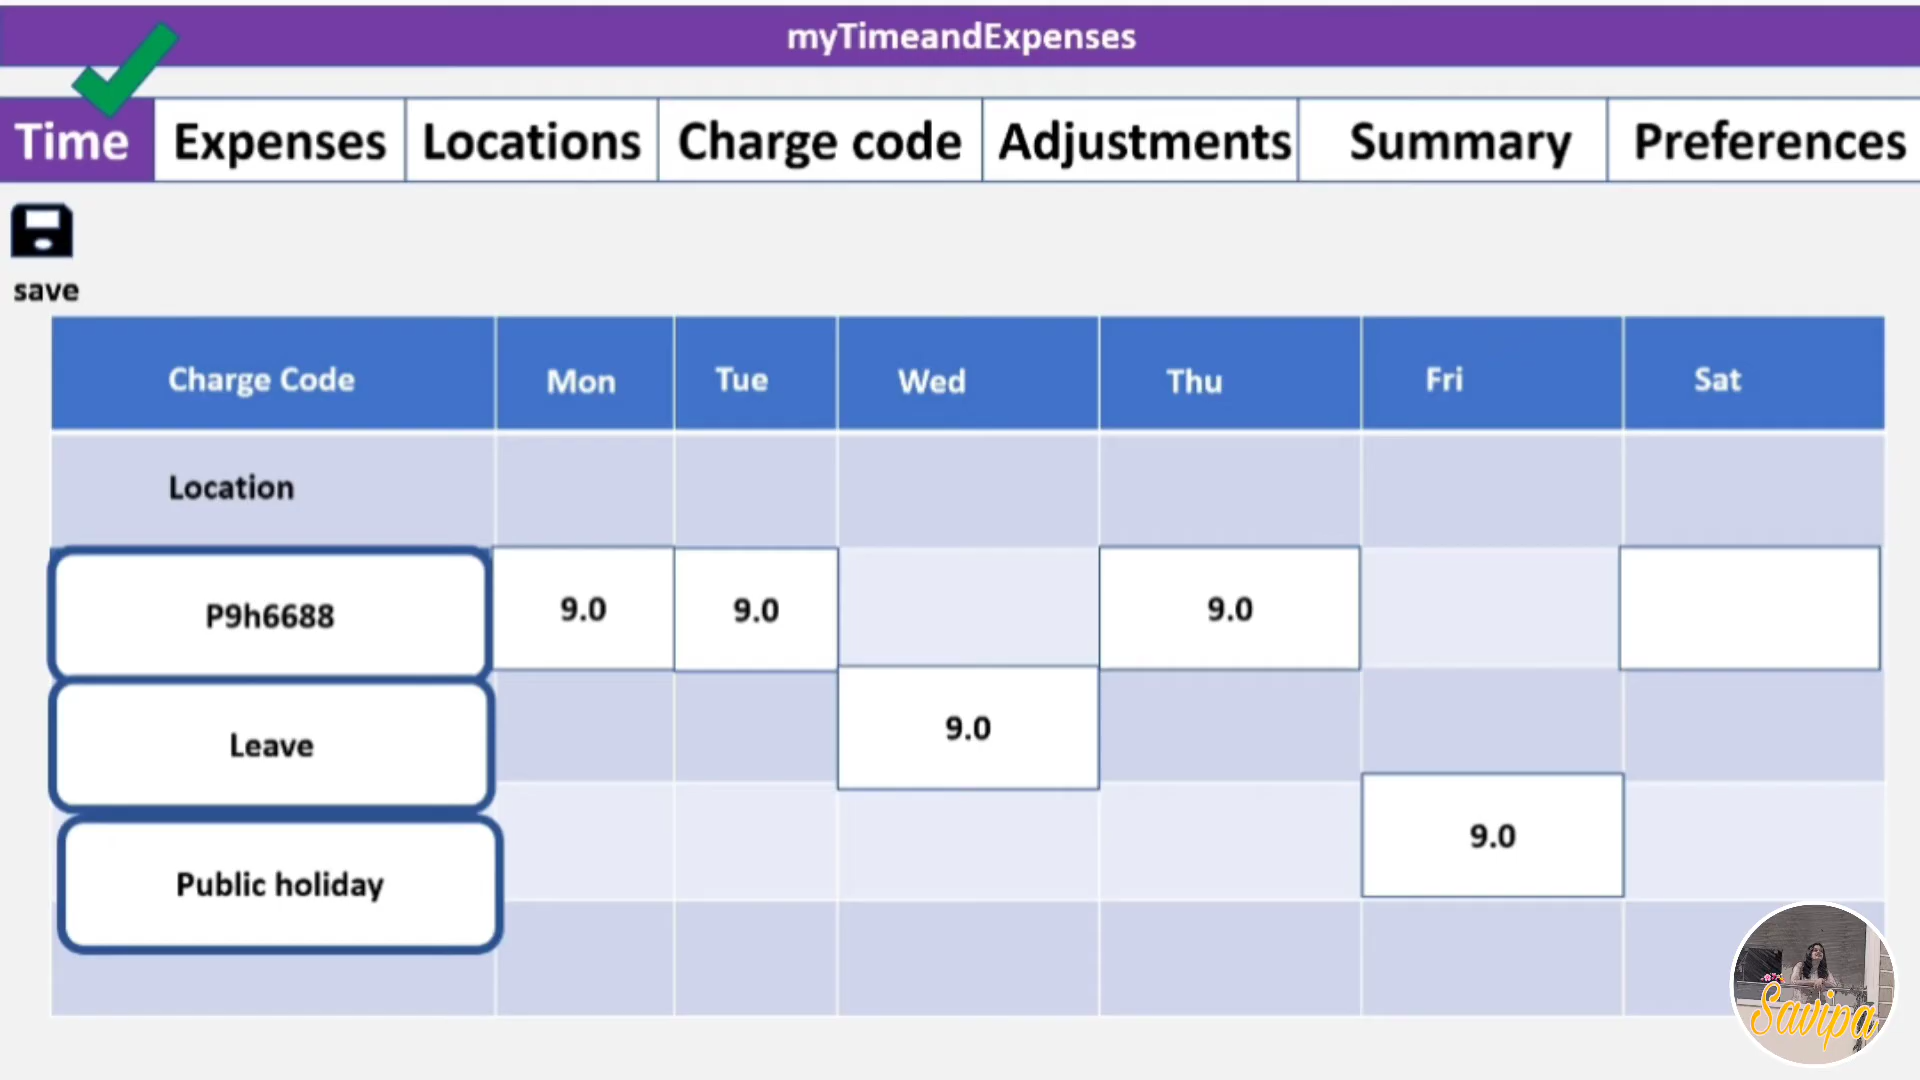 myTimeandExpenses
Time Expenses Locations Charge code Adjustments Summary Preferences
save
Charge Code Mon Tue Wed Thu Fri Sat
Location
P9h6688 9.0 9.0 9.0
Leave 9.0
Public holiday 9.0
Savipa